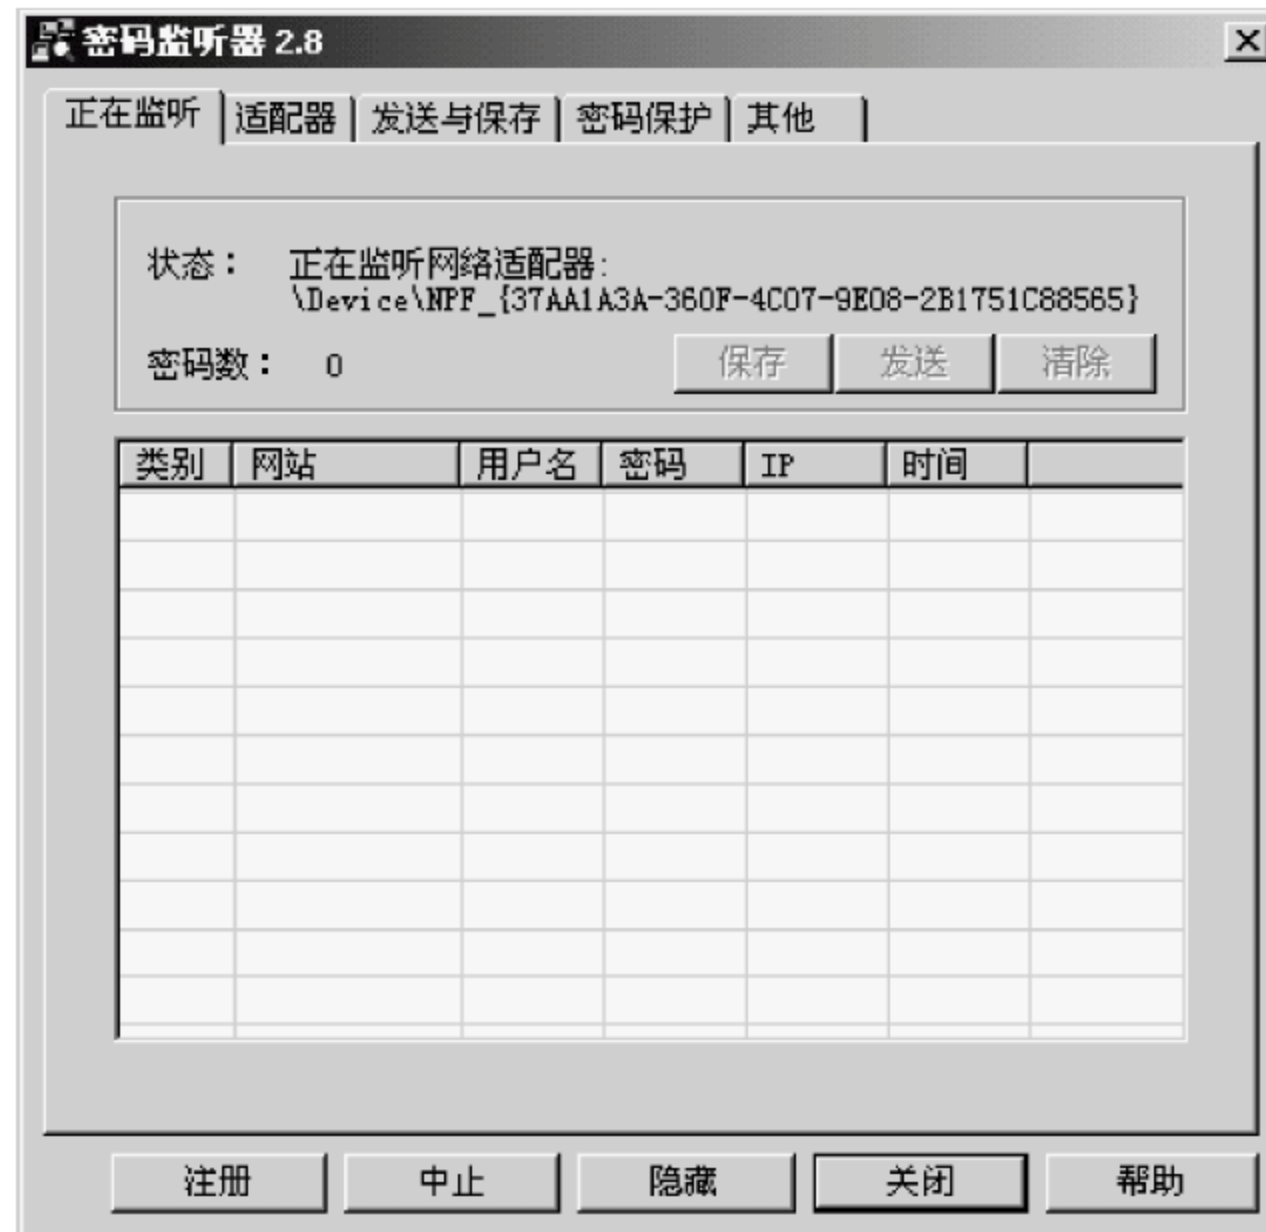 密码监听器 2.8
正在监听 适配器 发送与保存 密码保护 其他
状态： 正在监听网络适配器:
\Device\NPF_{37AA1A3A-360F-4C07-9E08-2B1751C88565}
密码数： 0 保存 发送 清除
类别 网站 用户名 密码 IP 时间
注册 中止 隐藏 关闭 帮助